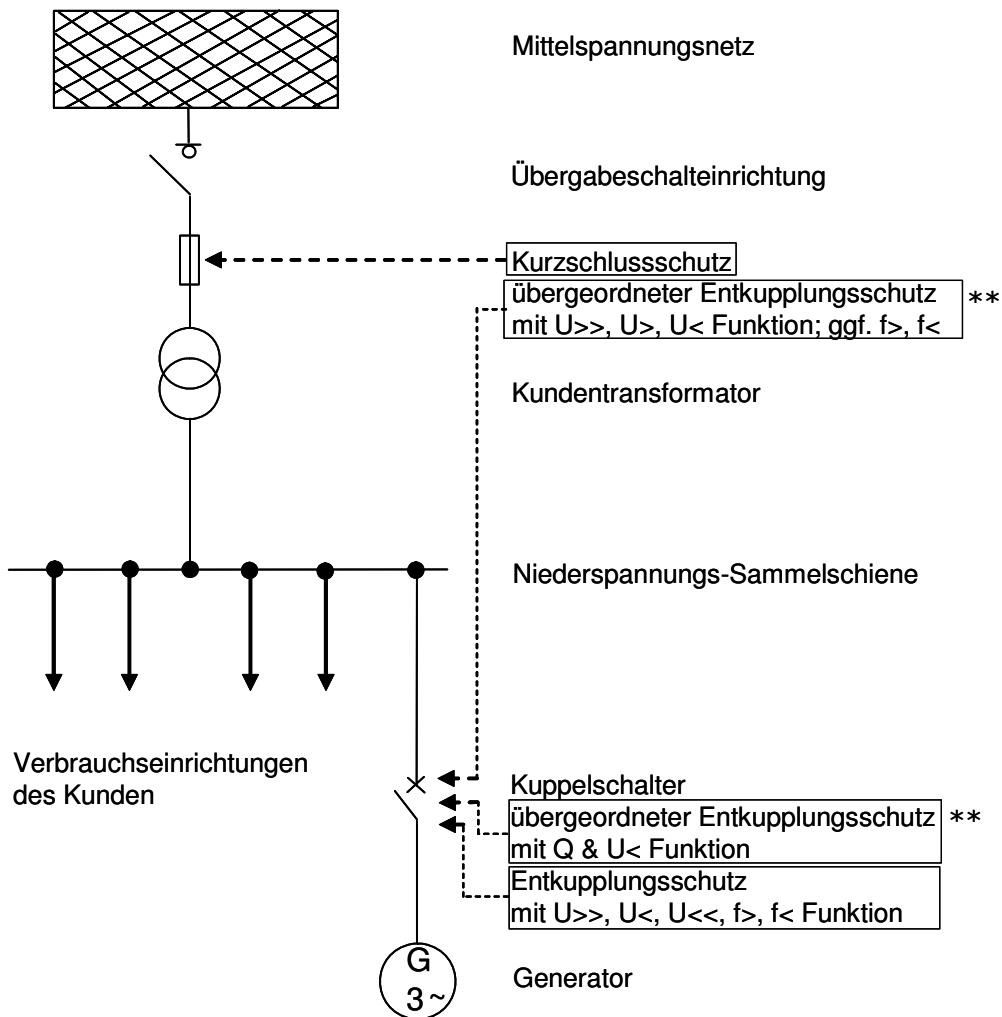 Mittelspannungsnetz
Übergabeschalteinrichtung
Kurzschlussschutz
übergeordneter Entkupplungsschutz **
mit U>>, U>, U< Funktion; ggf. f>, f<
Kundentransformator
Niederspannungs-Sammelschiene
Verbrauchseinrichtungen
des Kunden
Kuppelschalter
übergeordneter Entkupplungsschutz **
mit Q & U< Funktion
Entkupplungsschutz
mit U>>, U<, U<<, f>, f< Funktion
G
3~
Generator